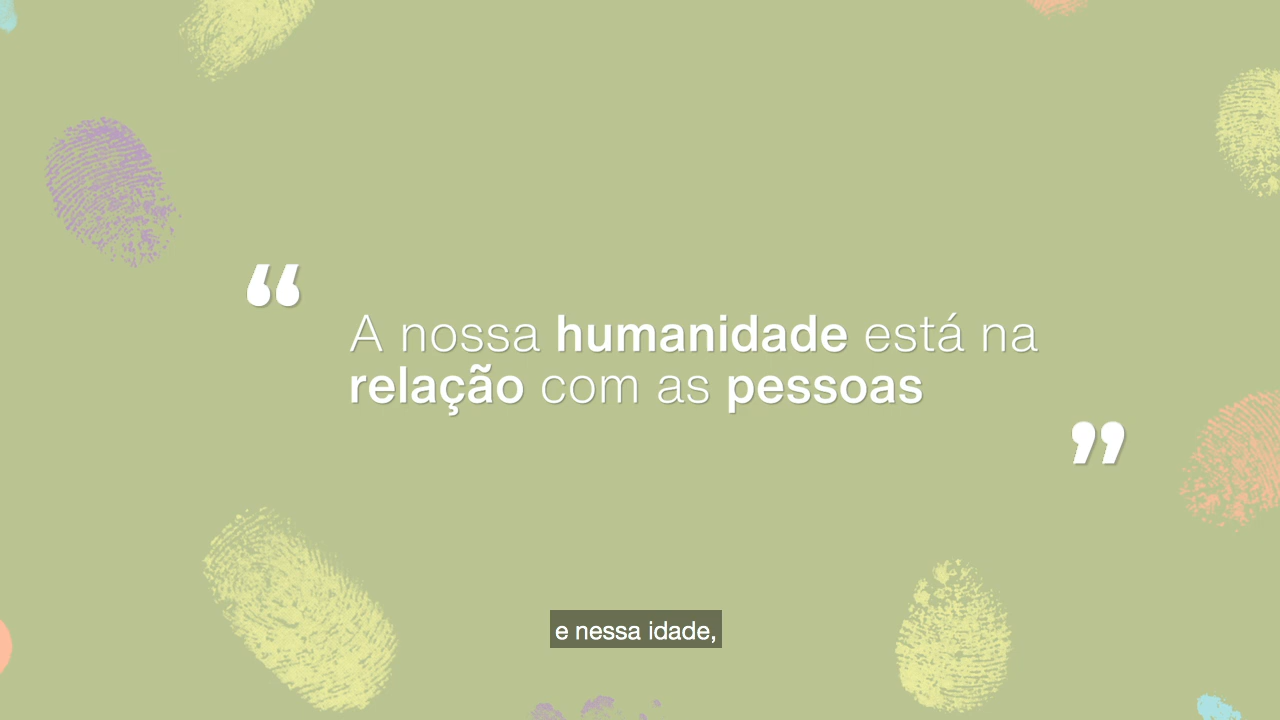 “A nossa humanidade está na
relação com as pessoas”
e nessa idade,